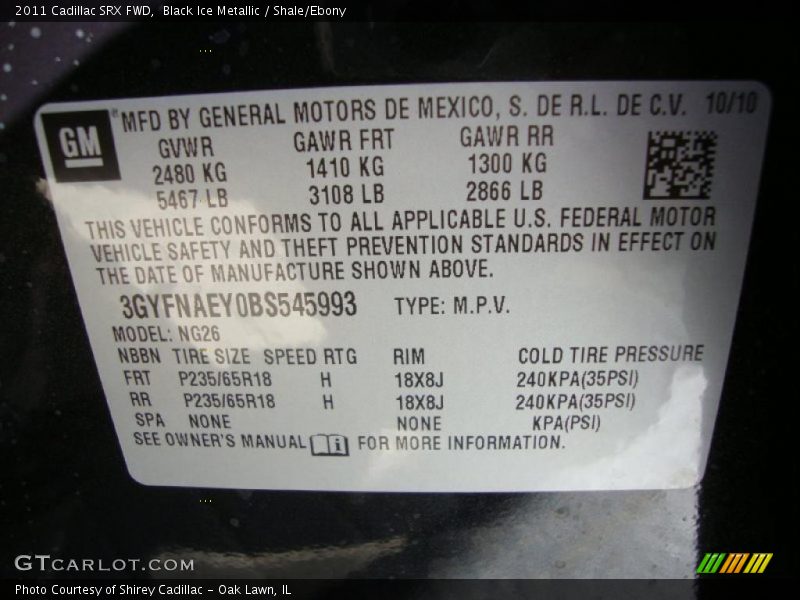 2011 Cadillac SRX FWD,  Black Ice Metallic / Shale/Ebony
GM ® MFD BY GENERAL MOTORS DE MEXICO, S. DE R.L. DE C.V. 10/10
GVWR GAWR FRT GAWR RR
2480 KG 1410 KG 1300 KG
5467 LB 3108 LB 2866 LB
THIS VEHICLE CONFORMS TO ALL APPLICABLE U.S. FEDERAL MOTOR
VEHICLE SAFETY AND THEFT PREVENTION STANDARDS IN EFFECT ON
THE DATE OF MANUFACTURE SHOWN ABOVE.
3GYFNAEY0BS545993 TYPE: M.P.V.
MODEL: NG26
NBBN TIRE SIZE SPEED RTG RIM COLD TIRE PRESSURE
FRT P235/65R18 H 18X8J 240KPA(35PSI)
RR P235/65R18 H 18X8J 240KPA(35PSI)
SPA NONE NONE KPA(PSI)
SEE OWNER'S MANUAL FOR MORE INFORMATION.
GTCARLOT.COM
Photo Courtesy of Shirey Cadillac - Oak Lawn, IL